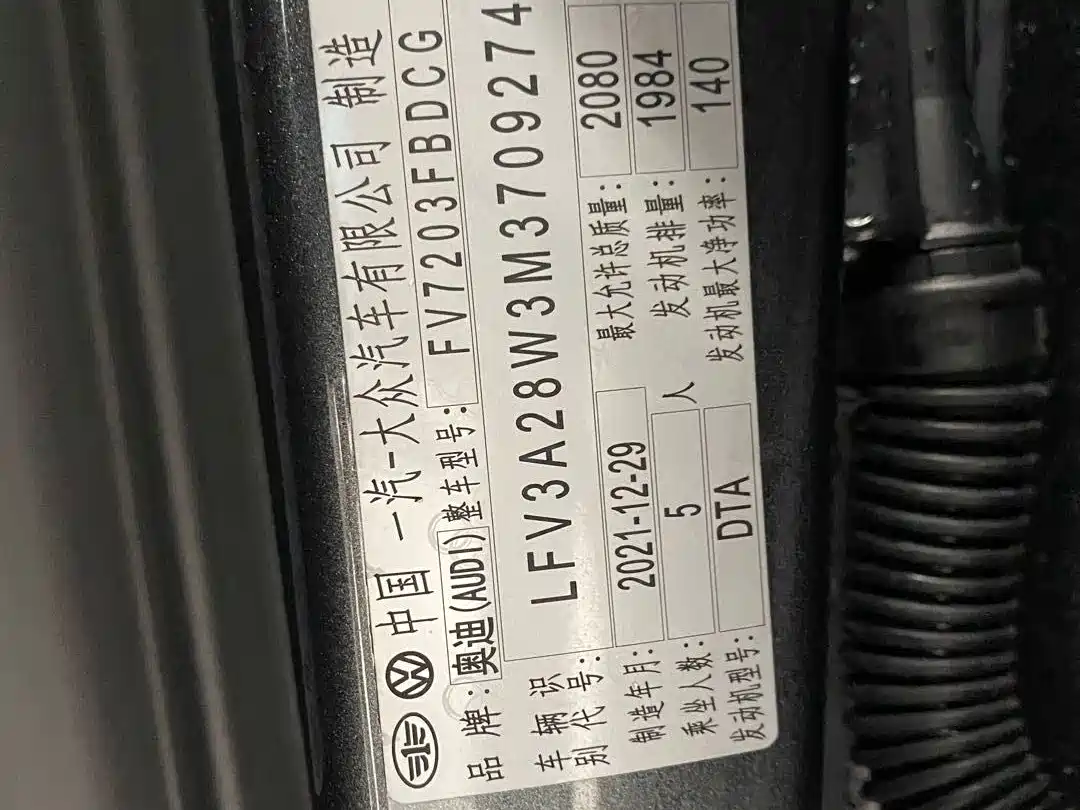 中国 一汽-大众汽车有限公司 制造
品牌: 奥迪(AUDI) 整车型号: FV7203FBDCG
车辆识别代号: LFV3A28W3M3709274
制造年月: 2021-12-29 最大允许总质量: 2080
乘坐人数: 5 人 发动机排量: 1984
发动机型号: DTA 发动机最大净功率: 140